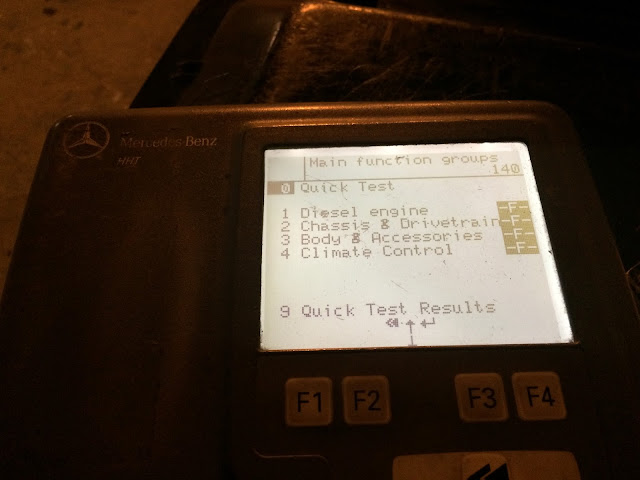 Mercedes-Benz
HHT
Main function groups
140
0 Quick Test
1 Diesel engine -F-
2 Chassis & Drivetrain -F-
3 Body & Accessories -F-
4 Climate Control -F-
9 Quick Test Results
F1 F2 F3 F4